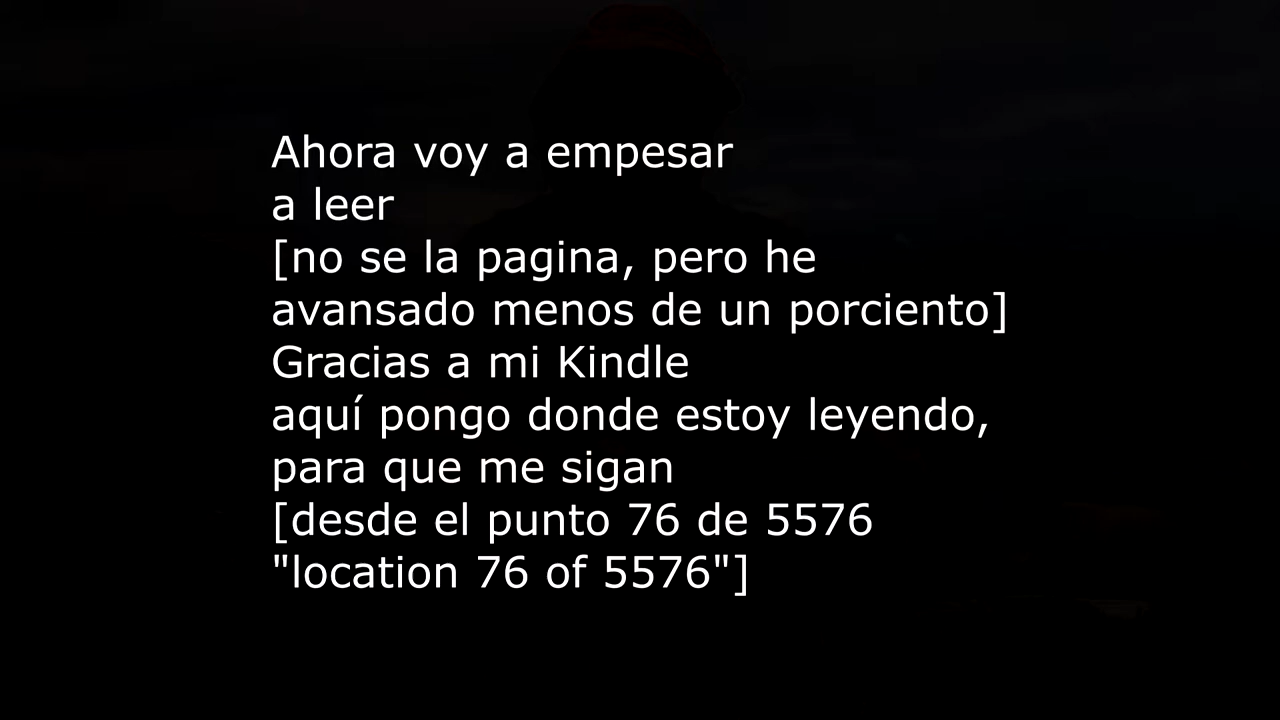 Ahora voy a empesar
a leer
[no se la pagina, pero he
avansado menos de un porciento]
Gracias a mi Kindle
aquí pongo donde estoy leyendo,
para que me sigan
[desde el punto 76 de 5576
"location 76 of 5576"]